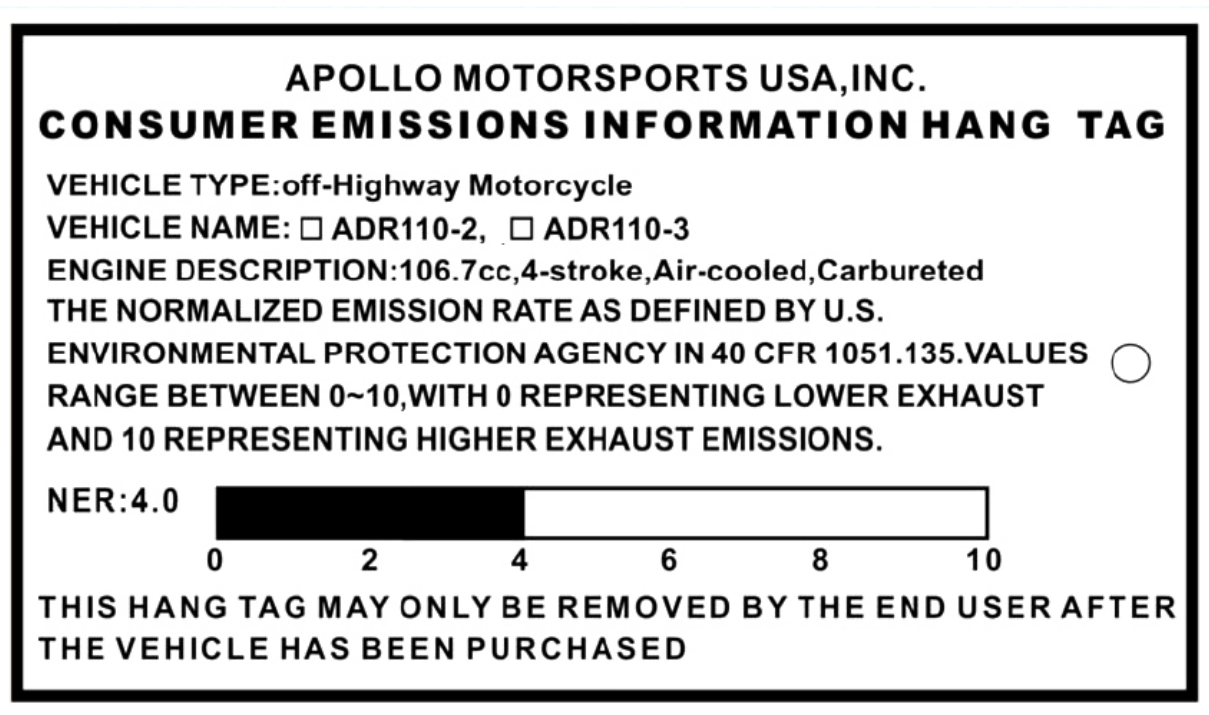 APOLLO MOTORSPORTS USA,INC.
CONSUMER EMISSIONS INFORMATION HANG TAG
VEHICLE TYPE:off-Highway Motorcycle
VEHICLE NAME: ☐ ADR110-2, ☐ ADR110-3
ENGINE DESCRIPTION:106.7cc,4-stroke,Air-cooled,Carbureted
THE NORMALIZED EMISSION RATE AS DEFINED BY U.S.
ENVIRONMENTAL PROTECTION AGENCY IN 40 CFR 1051.135.VALUES
RANGE BETWEEN 0~10,WITH 0 REPRESENTING LOWER EXHAUST
AND 10 REPRESENTING HIGHER EXHAUST EMISSIONS.
NER:4.0
0 2 4 6 8 10
THIS HANG TAG MAY ONLY BE REMOVED BY THE END USER AFTER
THE VEHICLE HAS BEEN PURCHASED